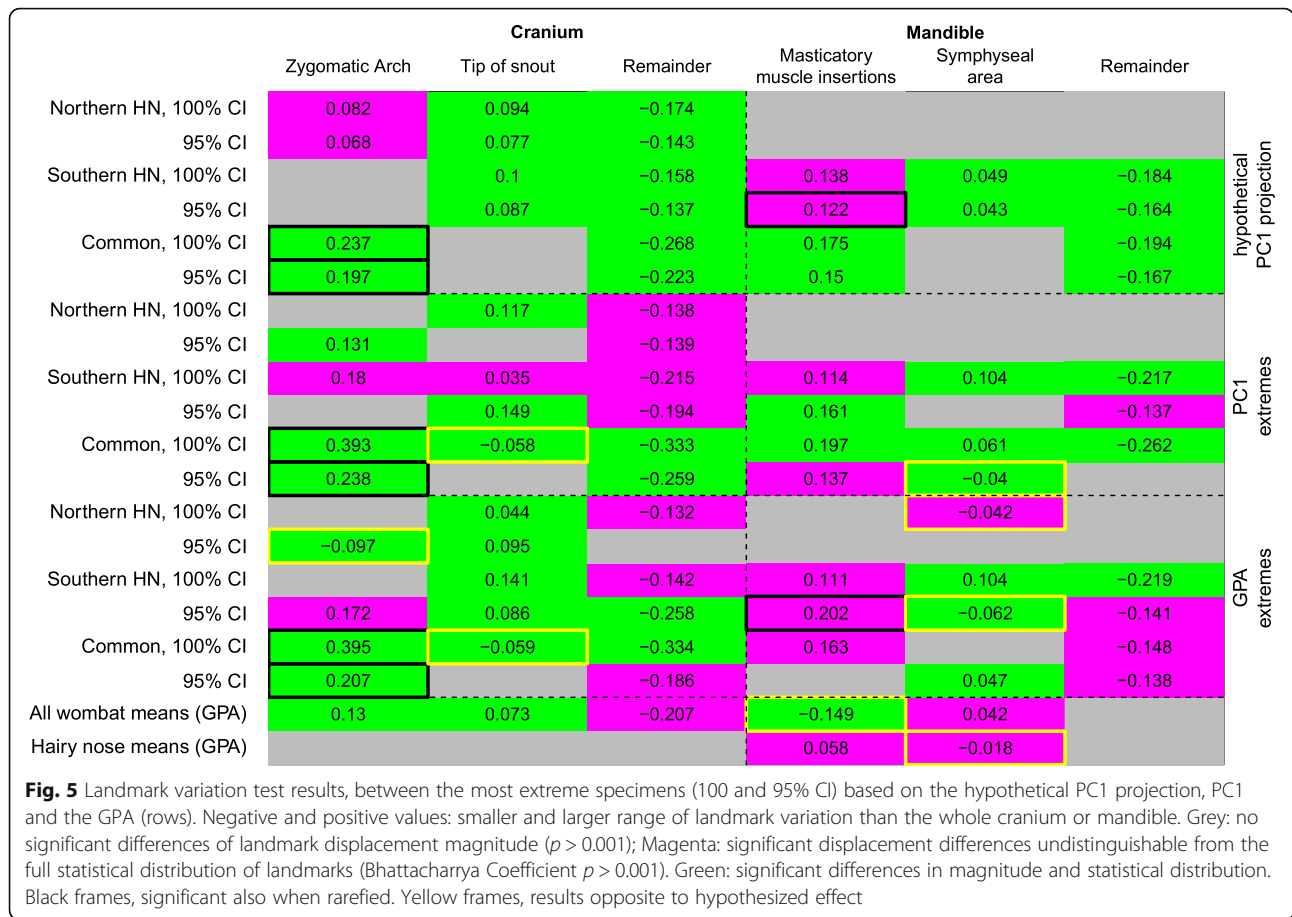 Cranium Mandible
Zygomatic Arch Tip of snout Remainder Masticatory muscle insertions Symphyseal area Remainder
Northern HN, 100% CI 0.082 0.094 −0.174
95% CI 0.068 0.077 −0.143
Southern HN, 100% CI 0.1 −0.158 0.138 0.049 −0.184
95% CI 0.087 −0.137 0.122 0.043 −0.164
Common, 100% CI 0.237 −0.268 0.175 −0.194
95% CI 0.197 −0.223 0.15 −0.167
hypothetical
PC1 projection
Northern HN, 100% CI 0.117 −0.138
95% CI 0.131 −0.139
Southern HN, 100% CI 0.18 0.035 −0.215 0.114 0.104 −0.217
95% CI 0.149 −0.194 0.161 −0.137
Common, 100% CI 0.393 −0.058 −0.333 0.197 0.061 −0.262
95% CI 0.238 −0.259 0.137 −0.04
PC1
extremes
Northern HN, 100% CI 0.044 −0.132 −0.042
95% CI −0.097 0.095
Southern HN, 100% CI 0.141 −0.142 0.111 0.104 −0.219
95% CI 0.172 0.086 −0.258 0.202 −0.062 −0.141
Common, 100% CI 0.395 −0.059 −0.334 0.163 −0.148
95% CI 0.207 −0.186 0.047 −0.138
GPA
extremes
All wombat means (GPA) 0.13 0.073 −0.207 −0.149 0.042
Hairy nose means (GPA) 0.058 −0.018
Fig. 5 Landmark variation test results, between the most extreme specimens (100 and 95% CI) based on the hypothetical PC1 projection, PC1
and the GPA (rows). Negative and positive values: smaller and larger range of landmark variation than the whole cranium or mandible. Grey: no
significant differences of landmark displacement magnitude (p > 0.001); Magenta: significant displacement differences undistinguishable from the
full statistical distribution of landmarks (Bhattacharrya Coefficient p > 0.001). Green: significant differences in magnitude and statistical distribution.
Black frames, significant also when rarefied. Yellow frames, results opposite to hypothesized effect